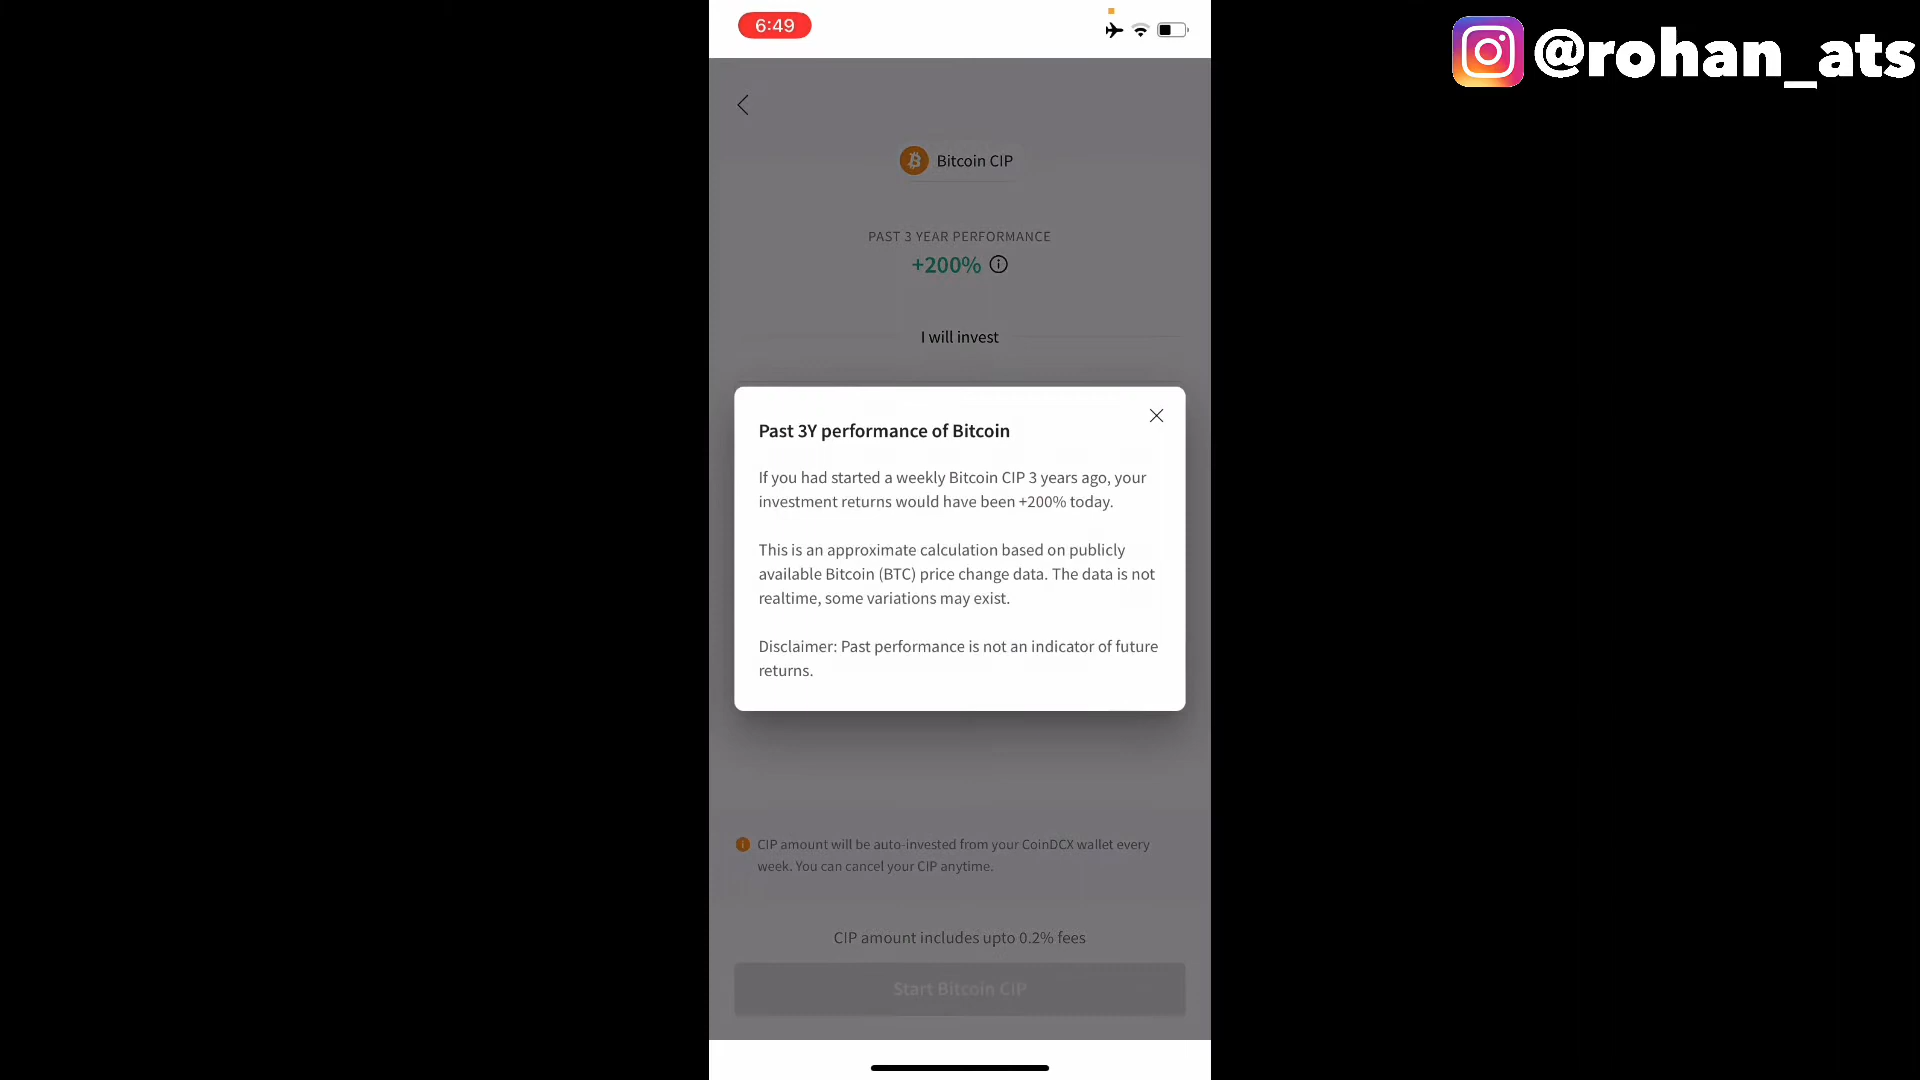 6:49
@rohan_ats
Bitcoin CIP
PAST 3 YEAR PERFORMANCE
+200%
I will invest
Past 3Y performance of Bitcoin
If you had started a weekly Bitcoin CIP 3 years ago, your
investment returns would have been +200% today.
This is an approximate calculation based on publicly
available Bitcoin (BTC) price change data. The data is not
realtime, some variations may exist.
Disclaimer: Past performance is not an indicator of future
returns.
CIP amount will be auto-invested from your CoinDCX wallet every
week. You can cancel your CIP anytime.
CIP amount includes upto 0.2% fees
Start Bitcoin CIP